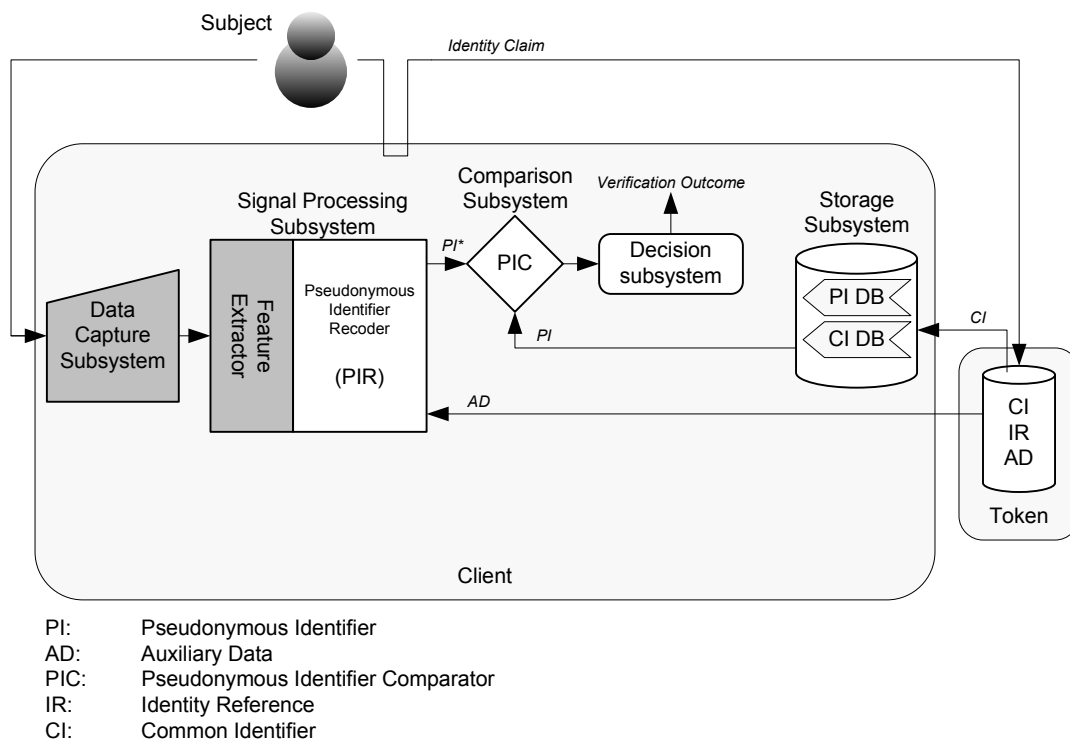 Subject
Identity Claim
Comparison
Subsystem
Verification Outcome
Storage
Subsystem
Signal Processing
Subsystem
PI*
PIC
Decision
subsystem
PI DB
CI DB
Data
Capture
Subsystem
Feature
Extractor
Pseudonymous
Identifier
Recoder
(PIR)
PI
CI
AD
CI
IR
AD
Token
Client
PI: Pseudonymous Identifier
AD: Auxiliary Data
PIC: Pseudonymous Identifier Comparator
IR: Identity Reference
CI: Common Identifier